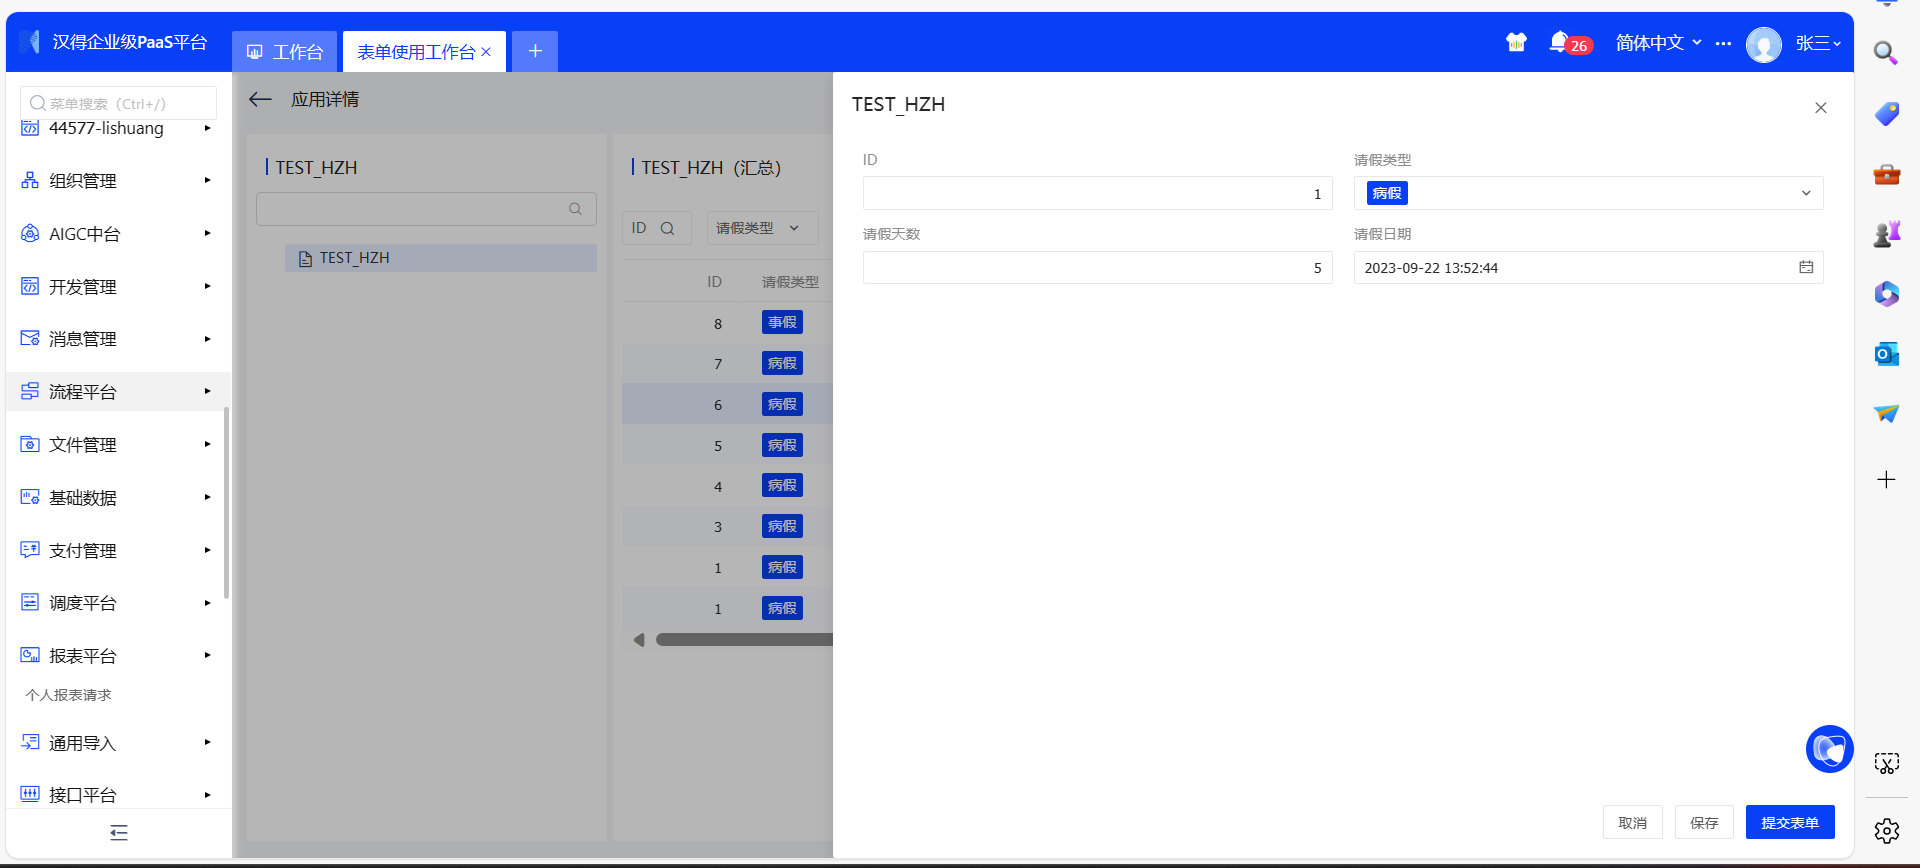 汉得企业级PaaS平台
工作台
表单使用工作台
26
简体中文
张三
菜单搜索（Ctrl+/）
44577-lishuang
组织管理
AIGC中台
开发管理
消息管理
流程平台
文件管理
基础数据
支付管理
调度平台
报表平台
个人报表请求
通用导入
接口平台
应用详情
TEST_HZH
TEST_HZH
TEST_HZH（汇总）
ID
请假类型
ID 请假类型
8 事假
7 病假
6 病假
5 病假
4 病假
3 病假
1 病假
1 病假
TEST_HZH
ID
1
请假类型
病假
请假天数
5
请假日期
2023-09-22 13:52:44
取消
保存
提交表单